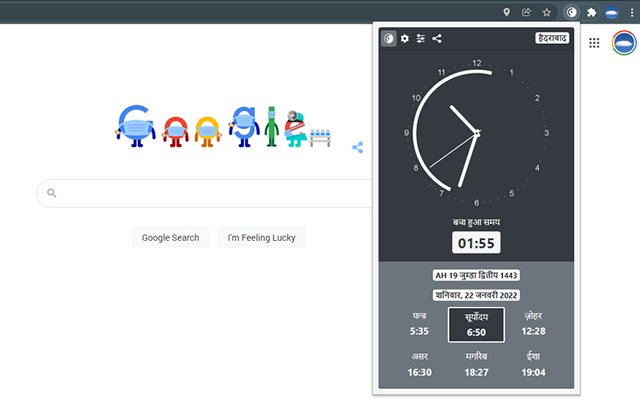 Google
Google Search
I'm Feeling Lucky
हैदराबाद
12
1
2
3
4
5
6
7
8
9
10
11
बचा हुआ समय
01:55
AH 19 जुम्डा द्वितीय 1443
शनिवार, 22 जनवरी 2022
फज्र सूर्योदय ज़ोहर
5:35 6:50 12:28
असर मगरिब ईशा
16:30 18:27 19:04